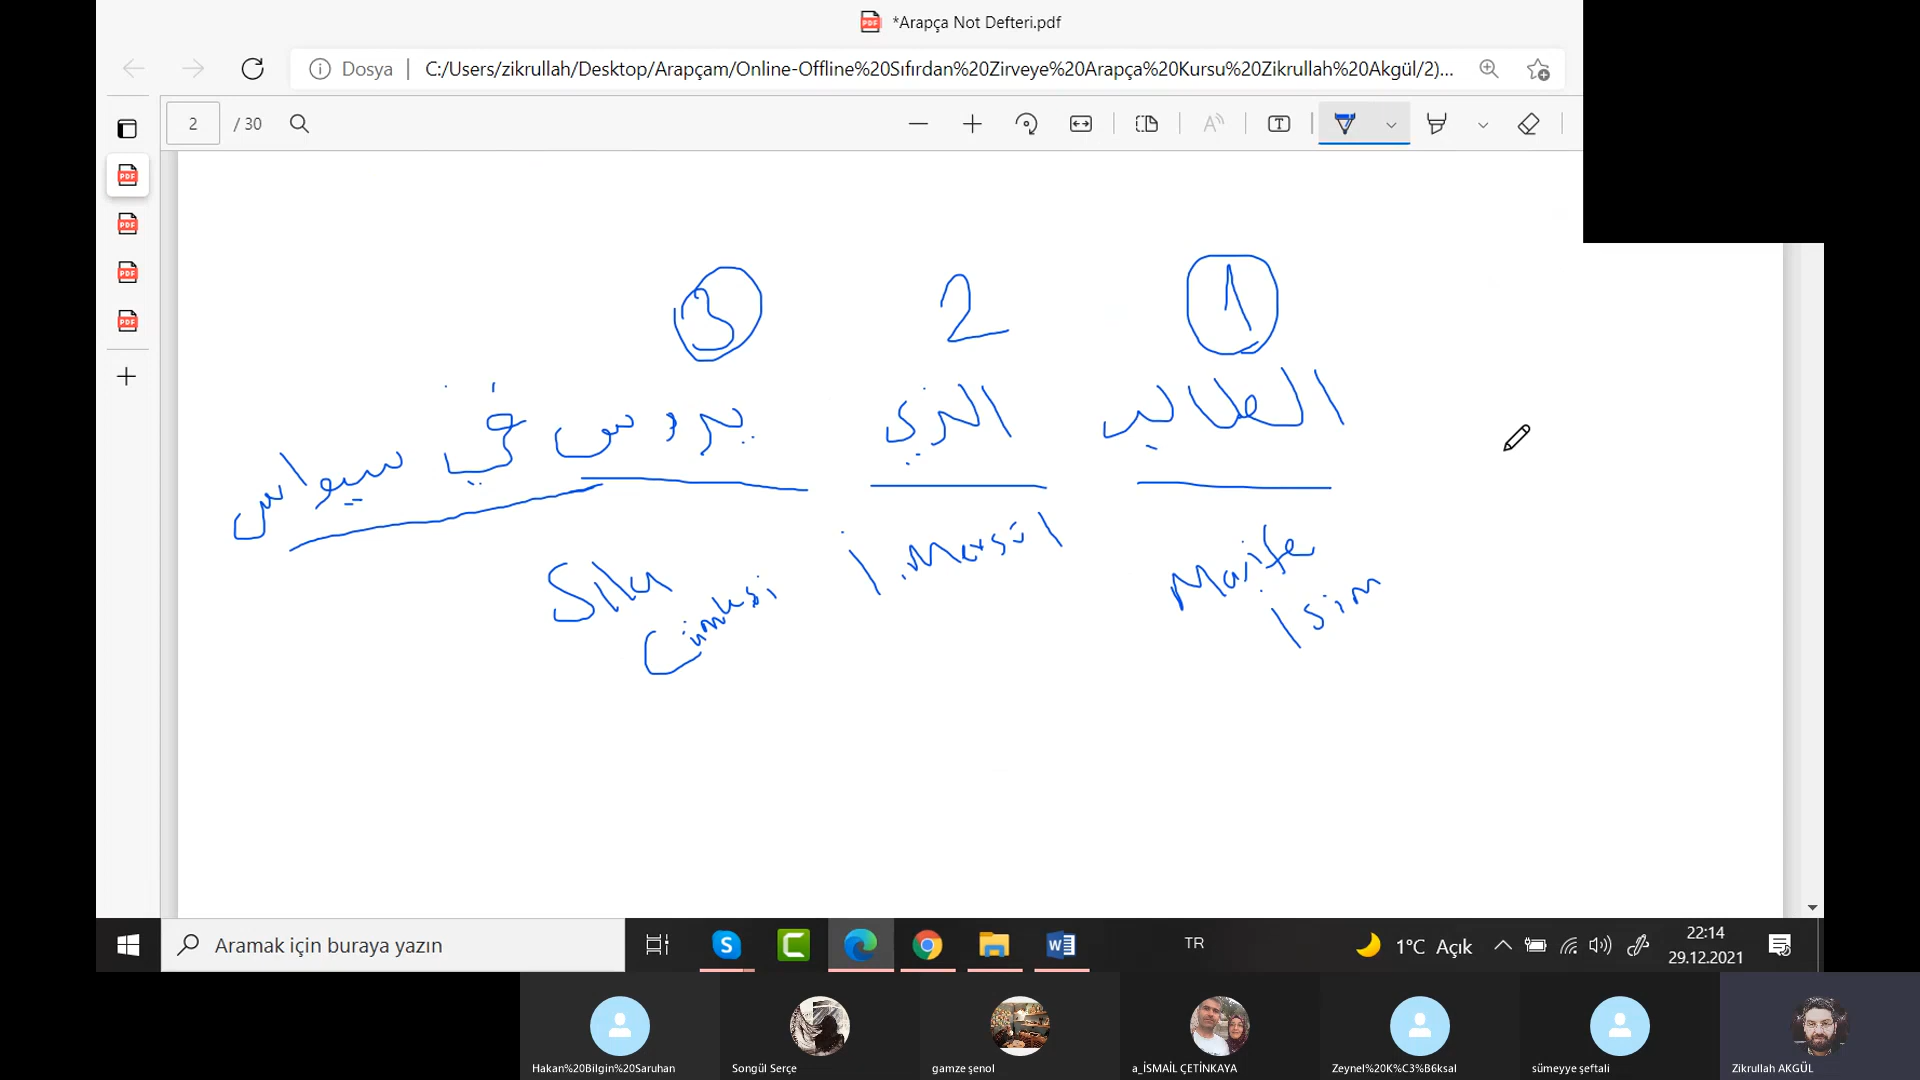 *Arapça Not Defteri.pdf
Dosya
C:/Users/zikrullah/Desktop/Arapçam/Online-Offline%20Sıfırdan%20Zirveye%20Arapça%20Kursu%20Zikrullah%20Akgül/2)...
2 / 30
1 2 3
الطالب الذي يدرس في سيواس
Marife
İsim
İ. Mevsûl
Sıla
Cümlesi
Aramak için buraya yazın
TR
1°C Açık
22:14
29.12.2021
Hakan%20Bilgin%20Saruhan
Songül Serçe
gamze şenol
a_İSMAİL ÇETİNKAYA
Zeynel%20K%C3%B6ksal
sümeyye şeftali
Zikrullah AKGÜL